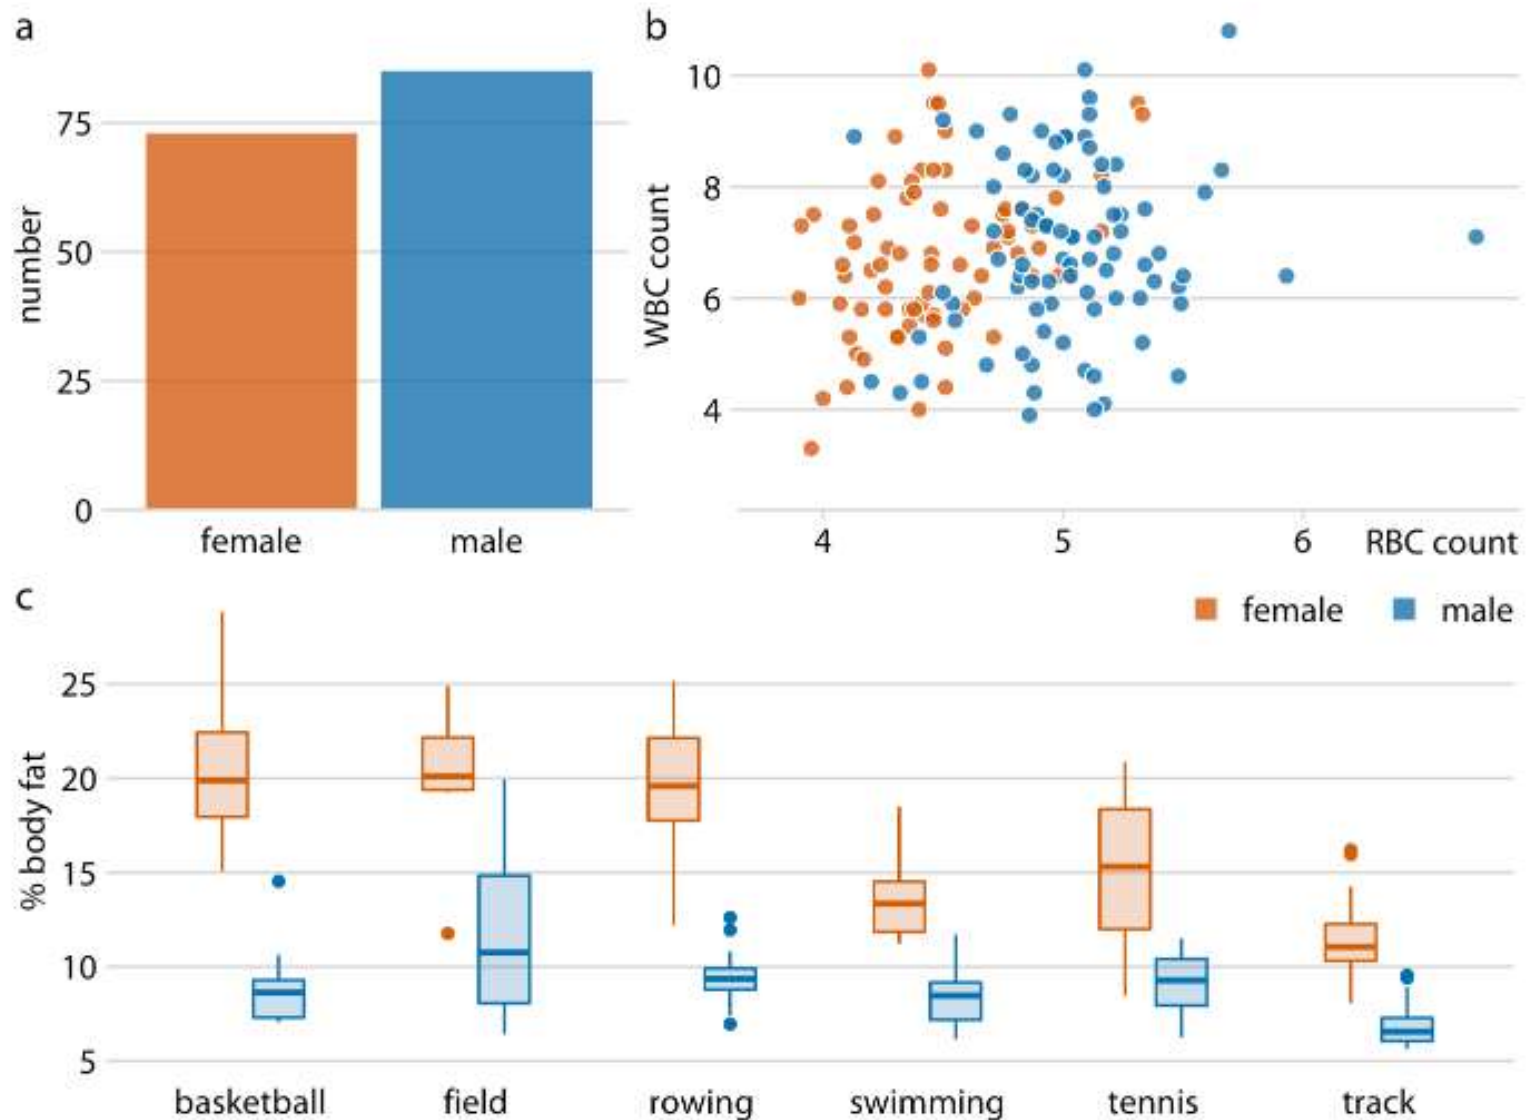 a
75
50
25
0
number
female male
b
10
8
6
4
WBC count
4 5 6 RBC count
female male
c
25
20
15
10
5
% body fat
basketball field rowing swimming tennis track